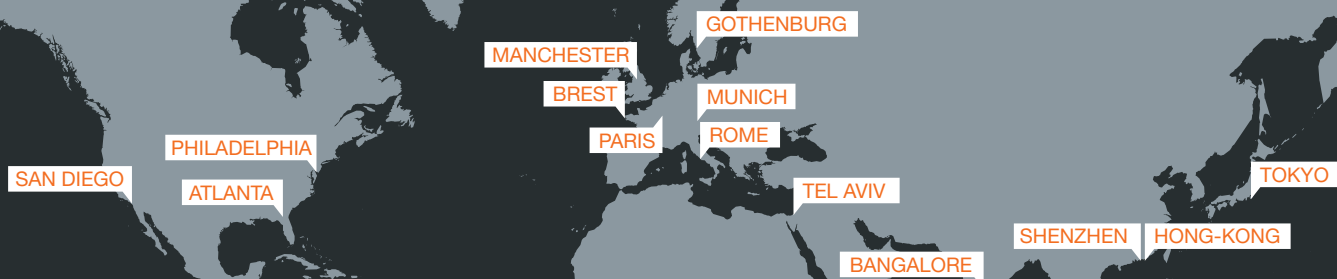 GOTHENBURG
MANCHESTER
BREST
MUNICH
PHILADELPHIA
PARIS
ROME
SAN DIEGO
ATLANTA
TEL AVIV
TOKYO
SHENZHEN
HONG-KONG
BANGALORE